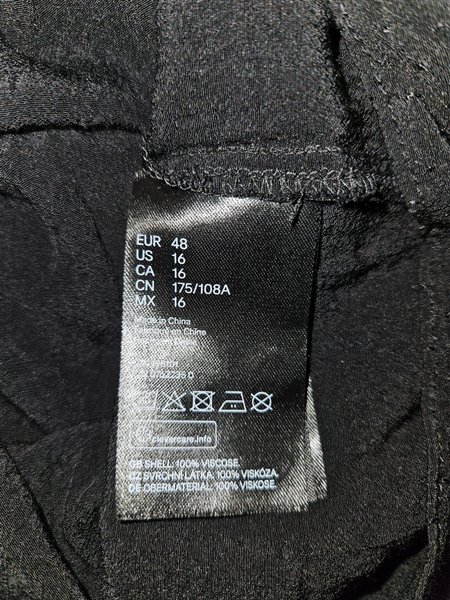 EUR 48
US 16
CA 16
CN 175/108A
MX 16
Made in China
en Chine
clevercare.info
GB SHELL: 100% VISCOSE.
CZ SVRCHNÍ LÁTKA: 100% VISKÓZA.
DE OBERMATERIAL: 100% VISKOSE.